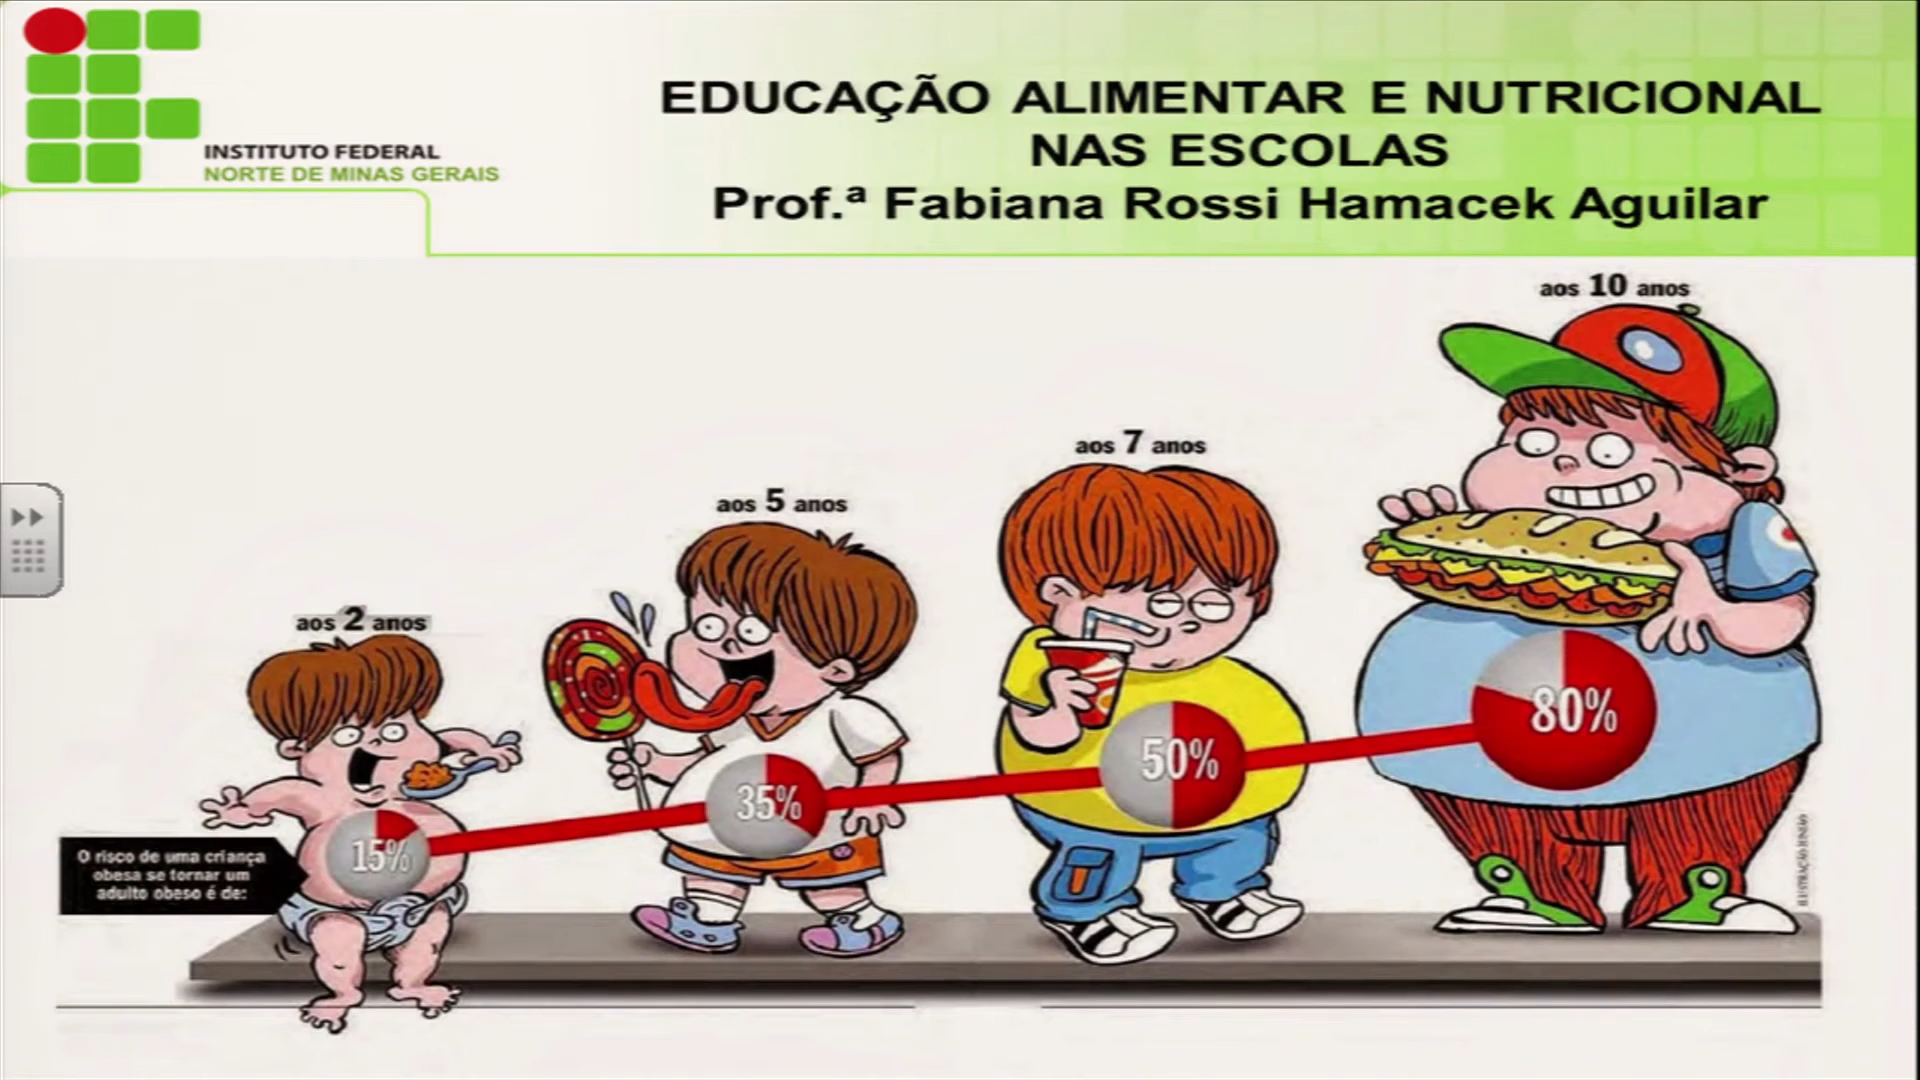 INSTITUTO FEDERAL
NORTE DE MINAS GERAIS
EDUCAÇÃO ALIMENTAR E NUTRICIONAL
NAS ESCOLAS
Prof.ª Fabiana Rossi Hamacek Aguilar
aos 2 anos
aos 5 anos
aos 7 anos
aos 10 anos
O risco de uma criança
obesa se tornar um
adulto obeso é de:
15%
35%
50%
80%